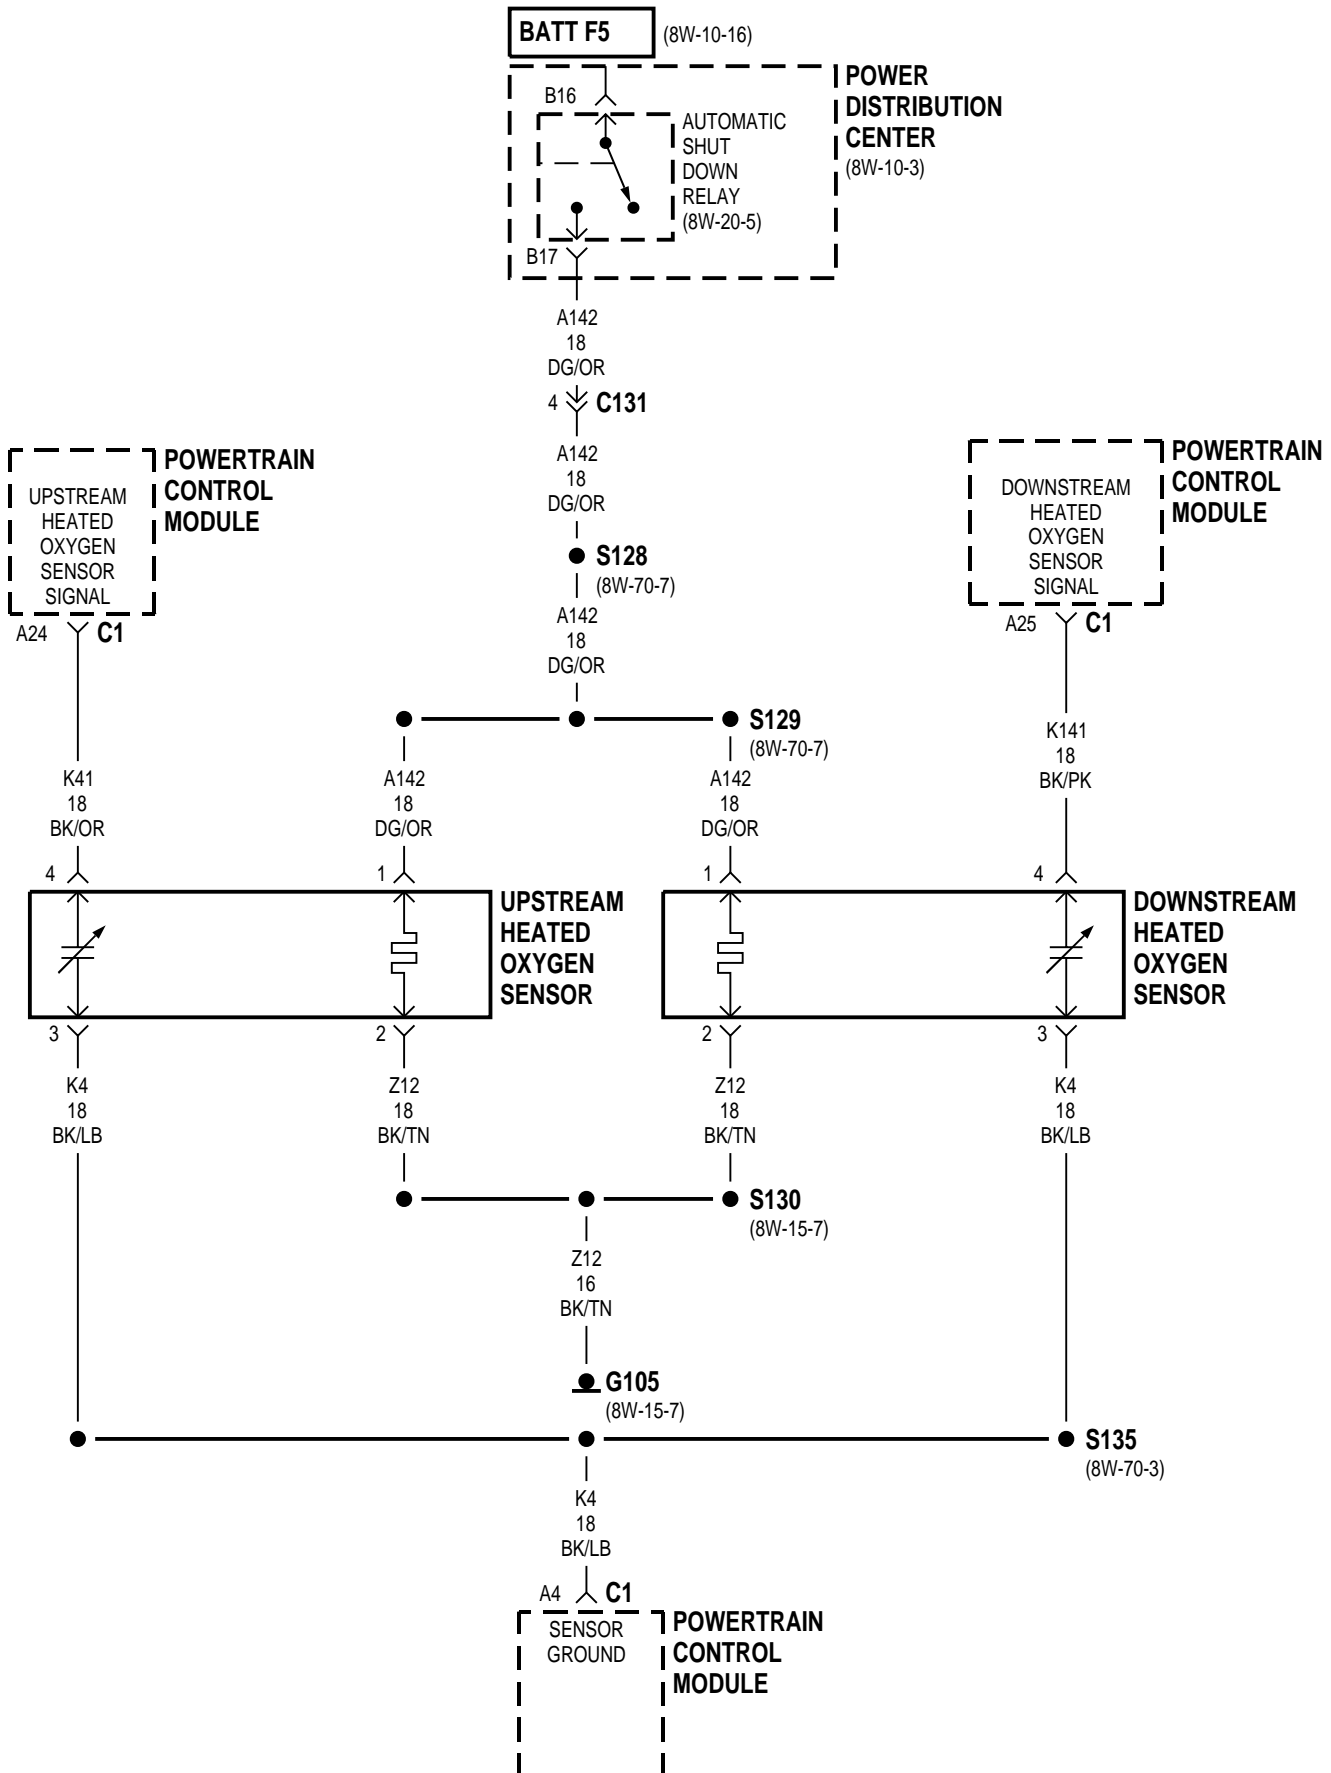 BATT F5 (8W-10-16)
POWER
DISTRIBUTION
CENTER
(8W-10-3)
B16
AUTOMATIC
SHUT
DOWN
RELAY
(8W-20-5)
B17
A142
18
DG/OR
4 C131
A142
18
DG/OR
S128
(8W-70-7)
A142
18
DG/OR
POWERTRAIN
CONTROL
MODULE
UPSTREAM
HEATED
OXYGEN
SENSOR
SIGNAL
A24 C1
POWERTRAIN
CONTROL
MODULE
DOWNSTREAM
HEATED
OXYGEN
SENSOR
SIGNAL
A25 C1
S129
(8W-70-7)
K41
18
BK/OR
A142
18
DG/OR
A142
18
DG/OR
K141
18
BK/PK
4 1 1 4
UPSTREAM
HEATED
OXYGEN
SENSOR
DOWNSTREAM
HEATED
OXYGEN
SENSOR
3 2 2 3
K4
18
BK/LB
Z12
18
BK/TN
Z12
18
BK/TN
K4
18
BK/LB
S130
(8W-15-7)
Z12
16
BK/TN
G105
(8W-15-7)
S135
(8W-70-3)
K4
18
BK/LB
A4 C1
SENSOR
GROUND
POWERTRAIN
CONTROL
MODULE